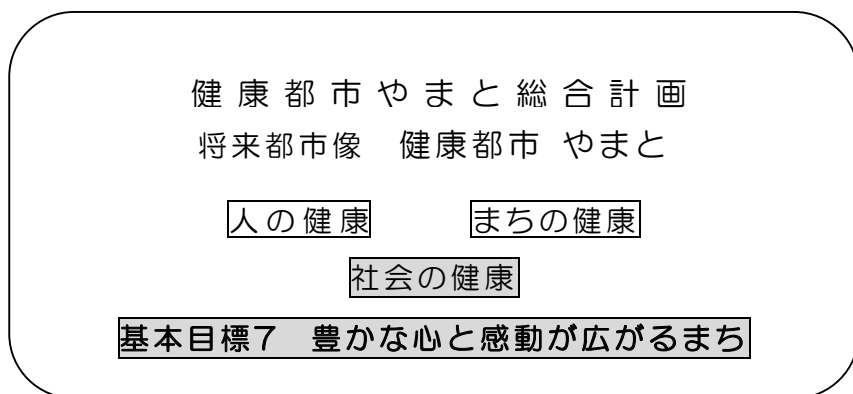 健康都市やまと総合計画
将来都市像　健康都市 やまと
人の健康　まちの健康
社会の健康
基本目標７　豊かな心と感動が広がるまち